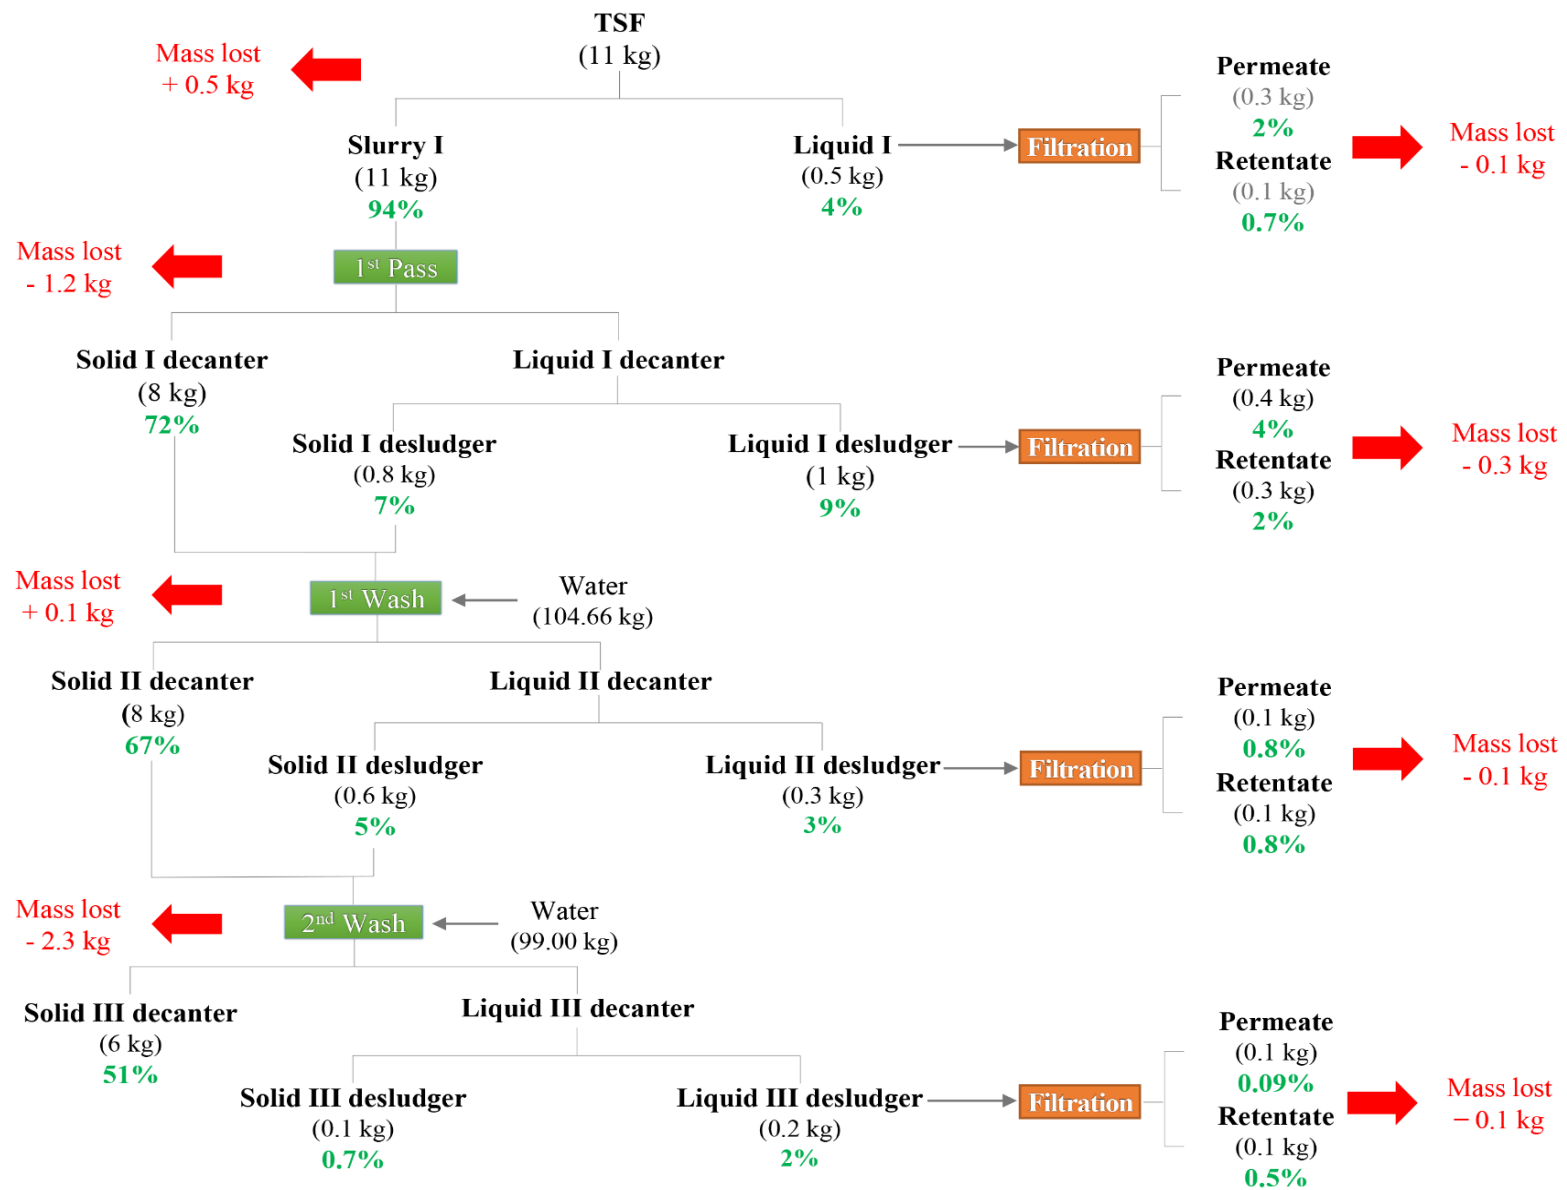 TSF
(11 kg)
Mass lost
+ 0.5 kg
Slurry I
(11 kg)
94%
Liquid I
(0.5 kg)
4%
Filtration
Permeate
(0.3 kg)
2%
Retentate
(0.1 kg)
0.7%
Mass lost
- 0.1 kg
Mass lost
- 1.2 kg
1st Pass
Solid I decanter
(8 kg)
72%
Liquid I decanter
Solid I desludger
(0.8 kg)
7%
Liquid I desludger
(1 kg)
9%
Filtration
Permeate
(0.4 kg)
4%
Retentate
(0.3 kg)
2%
Mass lost
- 0.3 kg
Mass lost
+ 0.1 kg
1st Wash
Water
(104.66 kg)
Solid II decanter
(8 kg)
67%
Liquid II decanter
Solid II desludger
(0.6 kg)
5%
Liquid II desludger
(0.3 kg)
3%
Filtration
Permeate
(0.1 kg)
0.8%
Retentate
(0.1 kg)
0.8%
Mass lost
- 0.1 kg
Mass lost
- 2.3 kg
2nd Wash
Water
(99.00 kg)
Solid III decanter
(6 kg)
51%
Liquid III decanter
Solid III desludger
(0.1 kg)
0.7%
Liquid III desludger
(0.2 kg)
2%
Filtration
Permeate
(0.1 kg)
0.09%
Retentate
(0.1 kg)
0.5%
Mass lost
– 0.1 kg